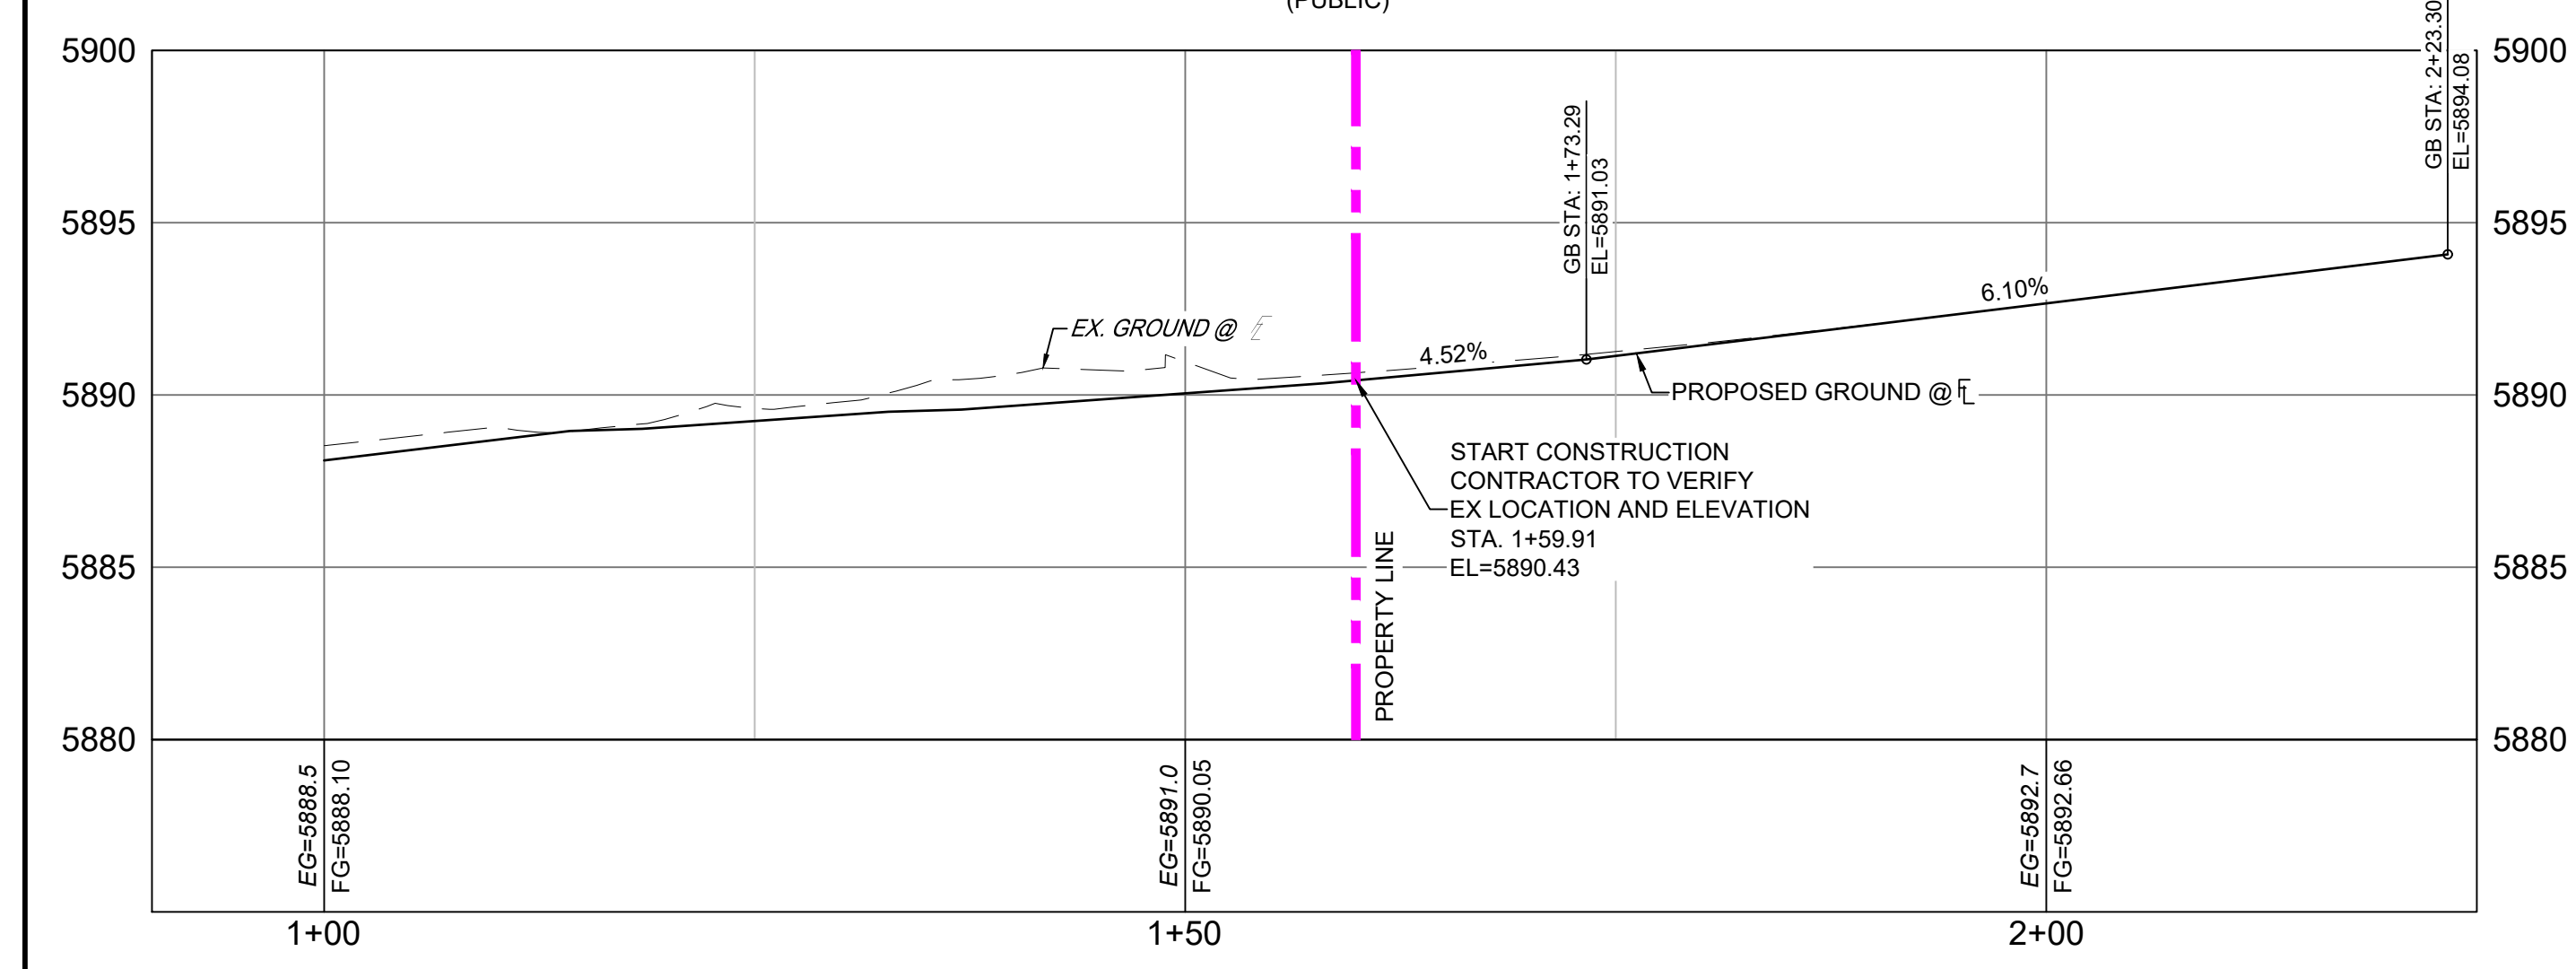 (PUBLIC)
5900
5900
GB STA: 2+23.30
EL=5894.08
GB STA: 1+73.29
EL=5891.03
5895
5895
6.10%
EX. GROUND @
4.52%
5890
PROPOSED GROUND @
5890
START CONSTRUCTION
CONTRACTOR TO VERIFY
EX LOCATION AND ELEVATION
STA. 1+59.91
EL=5890.43
5885
5885
PROPERTY LINE
5880
5880
EG=5888.5
FG=5888.10
EG=5891.0
FG=5890.05
EG=5892.7
FG=5892.66
1+00
1+50
2+00